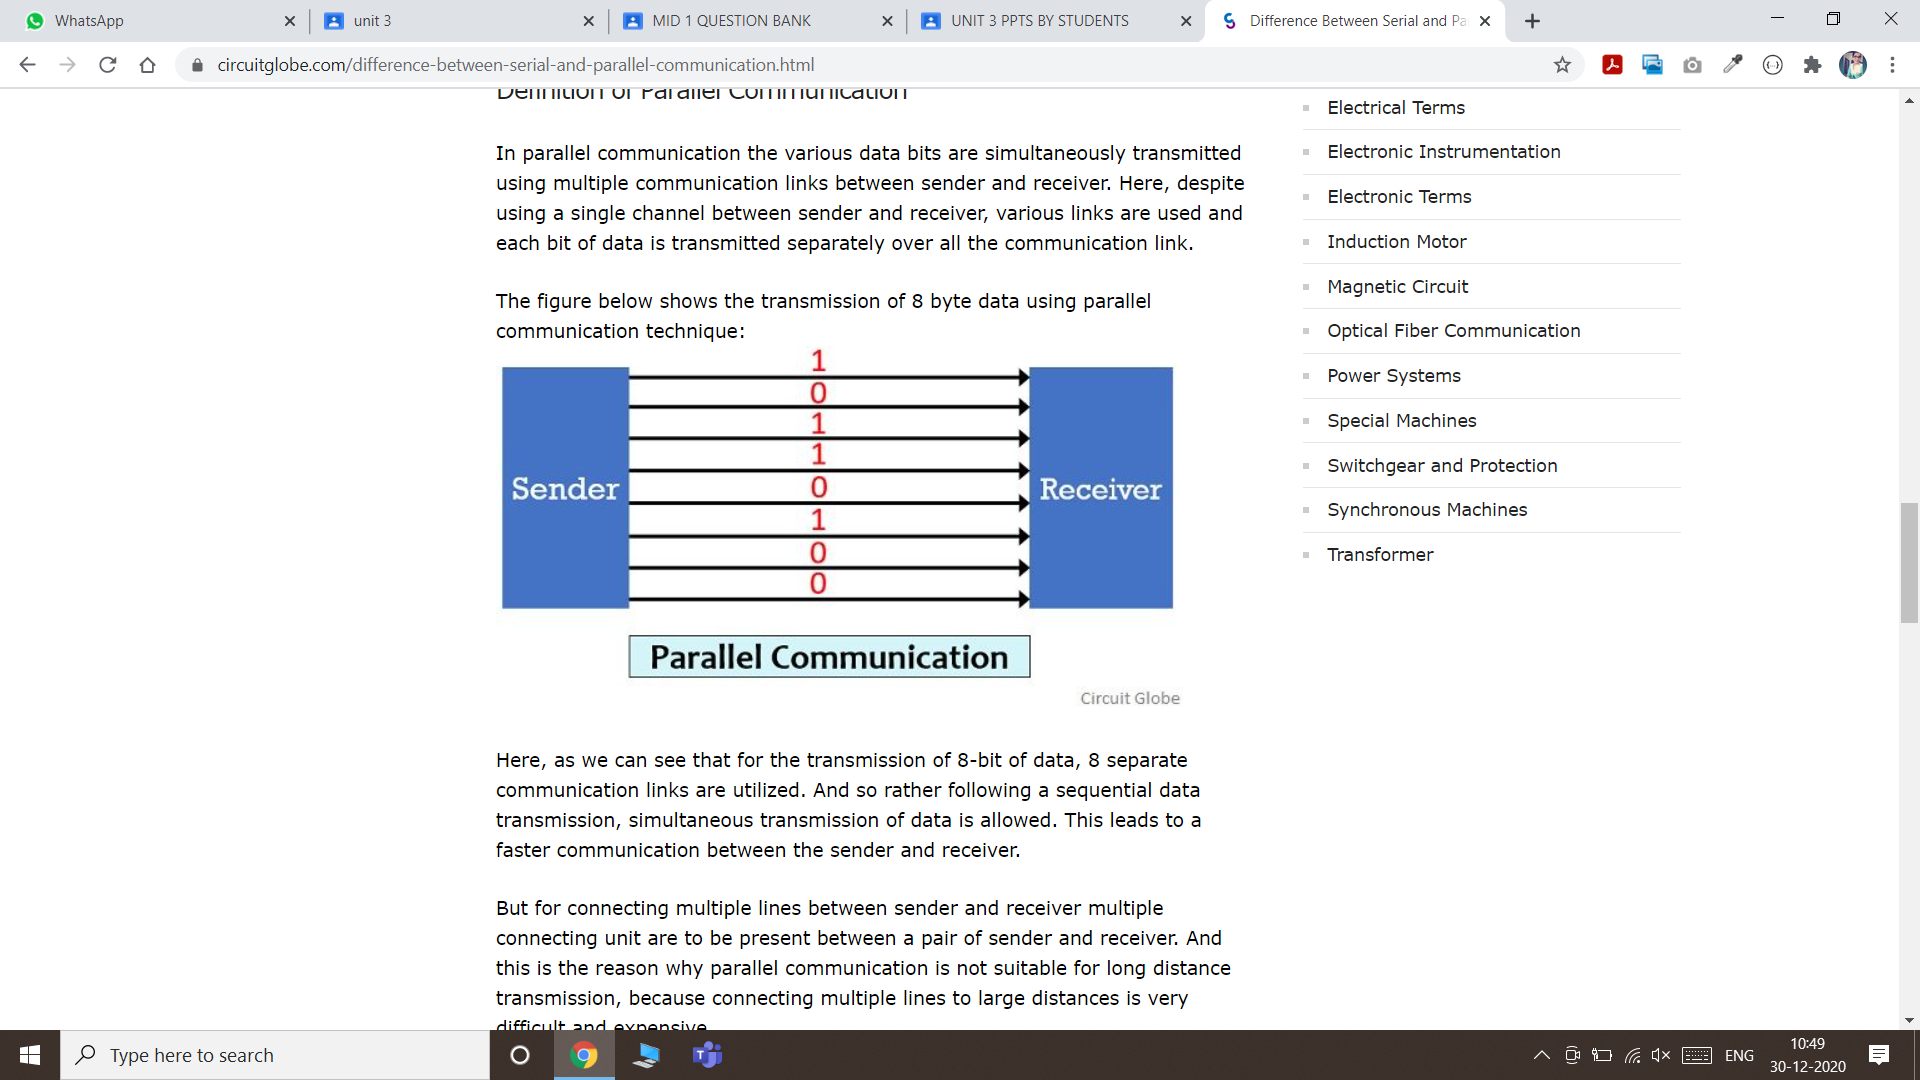 WhatsApp
unit 3
MID 1 QUESTION BANK
UNIT 3 PPTS BY STUDENTS
Difference Between Serial and Pa
circuitglobe.com/difference-between-serial-and-parallel-communication.html
Definition of Parallel Communication
In parallel communication the various data bits are simultaneously transmitted
using multiple communication links between sender and receiver. Here, despite
using a single channel between sender and receiver, various links are used and
each bit of data is transmitted separately over all the communication link.
The figure below shows the transmission of 8 byte data using parallel
communication technique:
1
0
1
1
0
1
0
0
Sender
Receiver
Parallel Communication
Circuit Globe
Here, as we can see that for the transmission of 8-bit of data, 8 separate
communication links are utilized. And so rather following a sequential data
transmission, simultaneous transmission of data is allowed. This leads to a
faster communication between the sender and receiver.
But for connecting multiple lines between sender and receiver multiple
connecting unit are to be present between a pair of sender and receiver. And
this is the reason why parallel communication is not suitable for long distance
transmission, because connecting multiple lines to large distances is very
difficult and expensive.
Electrical Terms
Electronic Instrumentation
Electronic Terms
Induction Motor
Magnetic Circuit
Optical Fiber Communication
Power Systems
Special Machines
Switchgear and Protection
Synchronous Machines
Transformer
Type here to search
ENG
10:49
30-12-2020